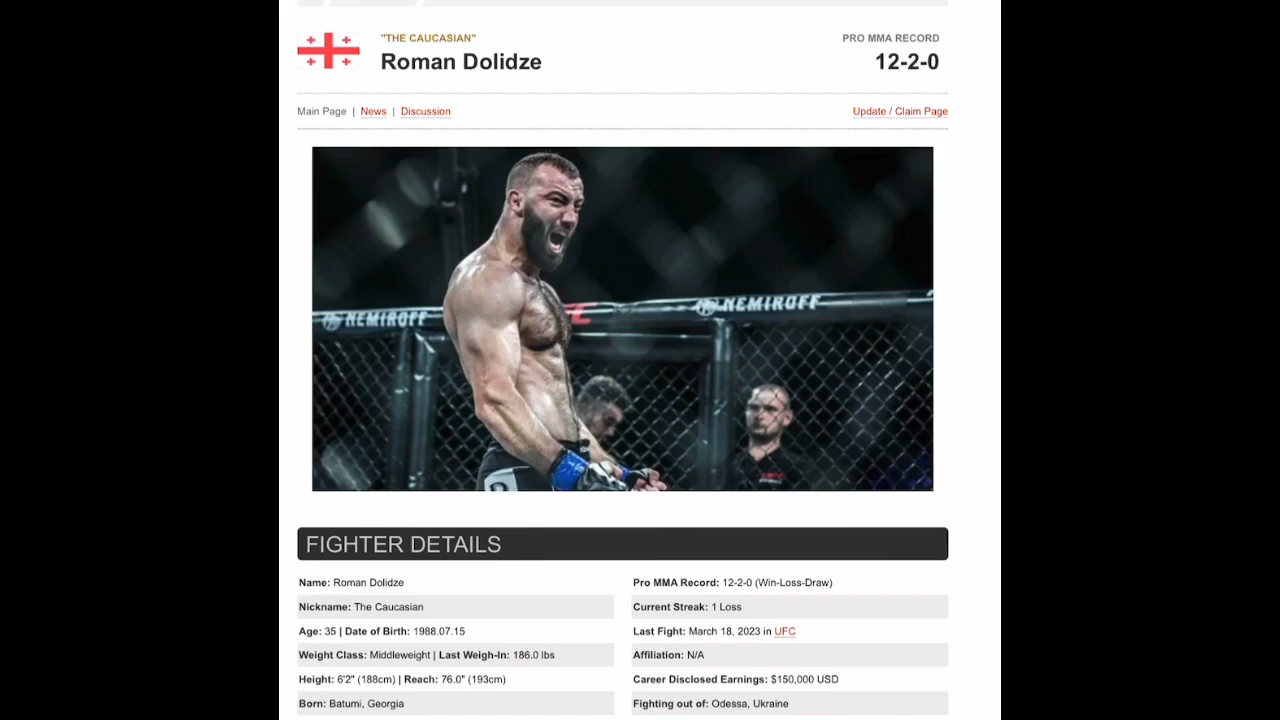 "THE CAUCASIAN"
Roman Dolidze
PRO MMA RECORD
12-2-0
Main Page | News | Discussion
Update / Claim Page
NEMIROFF
NEMIROFF
FIGHTER DETAILS
Name: Roman Dolidze
Pro MMA Record: 12-2-0 (Win-Loss-Draw)
Nickname: The Caucasian
Current Streak: 1 Loss
Age: 35 | Date of Birth: 1988.07.15
Last Fight: March 18, 2023 in UFC
Weight Class: Middleweight | Last Weigh-In: 186.0 lbs
Affiliation: N/A
Height: 6'2" (188cm) | Reach: 76.0" (193cm)
Career Disclosed Earnings: $150,000 USD
Born: Batumi, Georgia
Fighting out of: Odessa, Ukraine